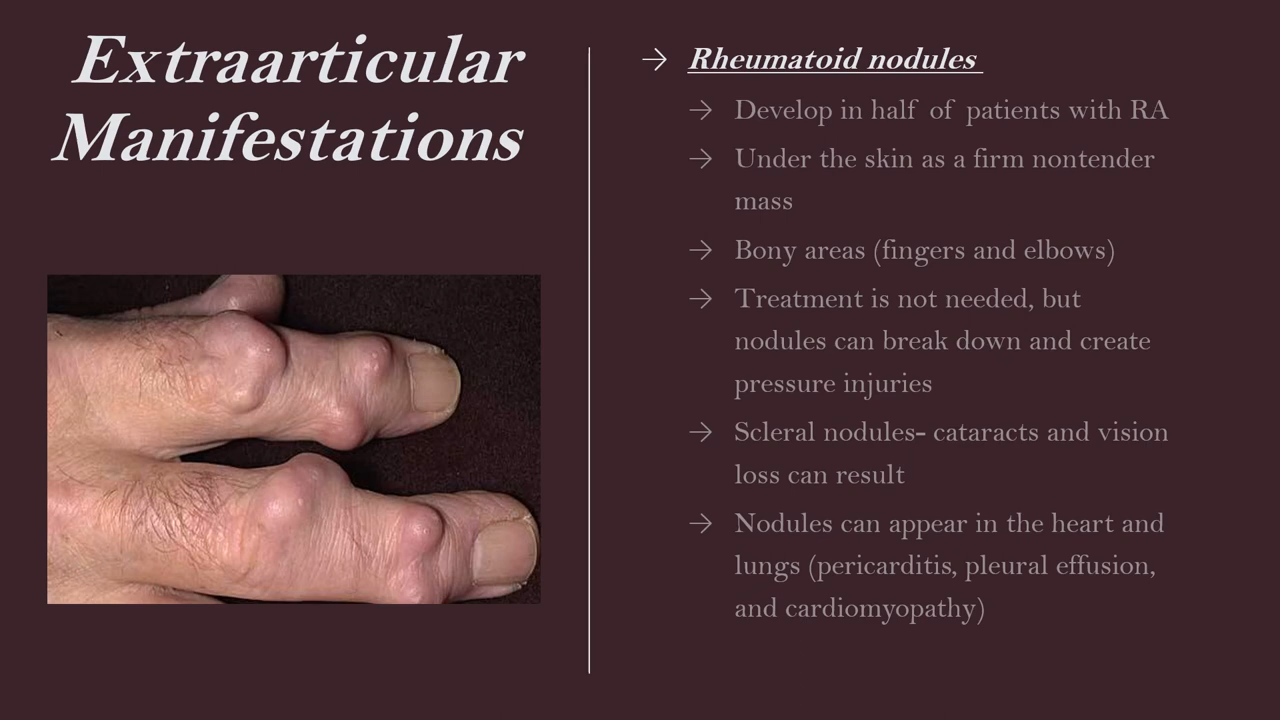 Extraarticular
Manifestations
→ Rheumatoid nodules
→ Develop in half of patients with RA
→ Under the skin as a firm nontender
mass
→ Bony areas (fingers and elbows)
→ Treatment is not needed, but
nodules can break down and create
pressure injuries
→ Scleral nodules- cataracts and vision
loss can result
→ Nodules can appear in the heart and
lungs (pericarditis, pleural effusion,
and cardiomyopathy)